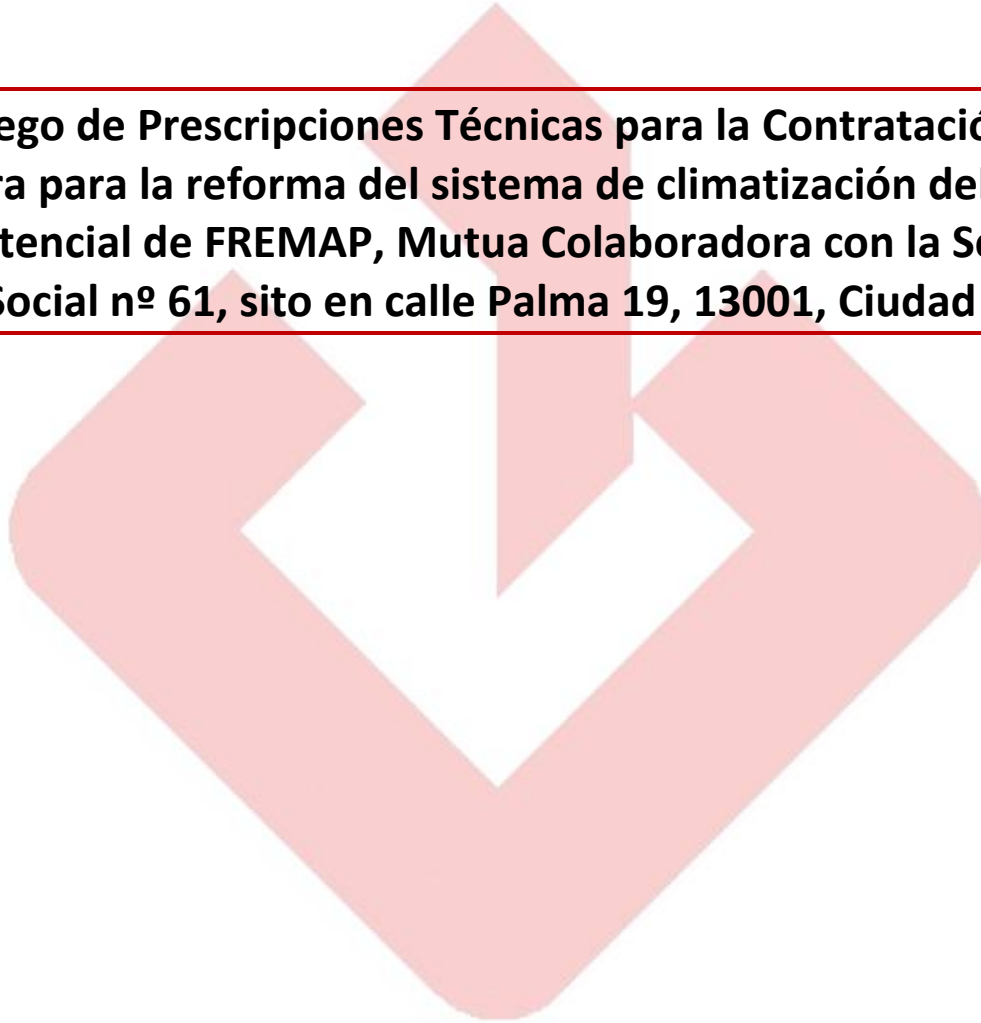 ego de Prescripciones Técnicas para la Contratació
ra para la reforma del sistema de climatización del
tencial de FREMAP, Mutua Colaboradora con la Se
Social nº 61, sito en calle Palma 19, 13001, Ciudad